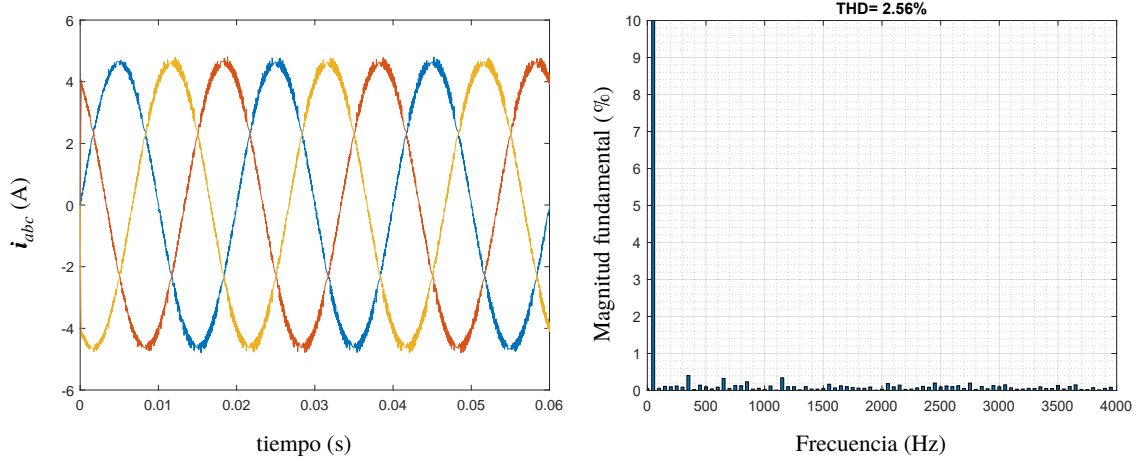 6
4
2
0
-2
-4
-6
i_abc (A)
0 0.01 0.02 0.03 0.04 0.05 0.06
tiempo (s)
THD= 2.56%
10
9
8
7
6
5
4
3
2
1
0
Magnitud fundamental (%)
0 500 1000 1500 2000 2500 3000 3500 4000
Frecuencia (Hz)